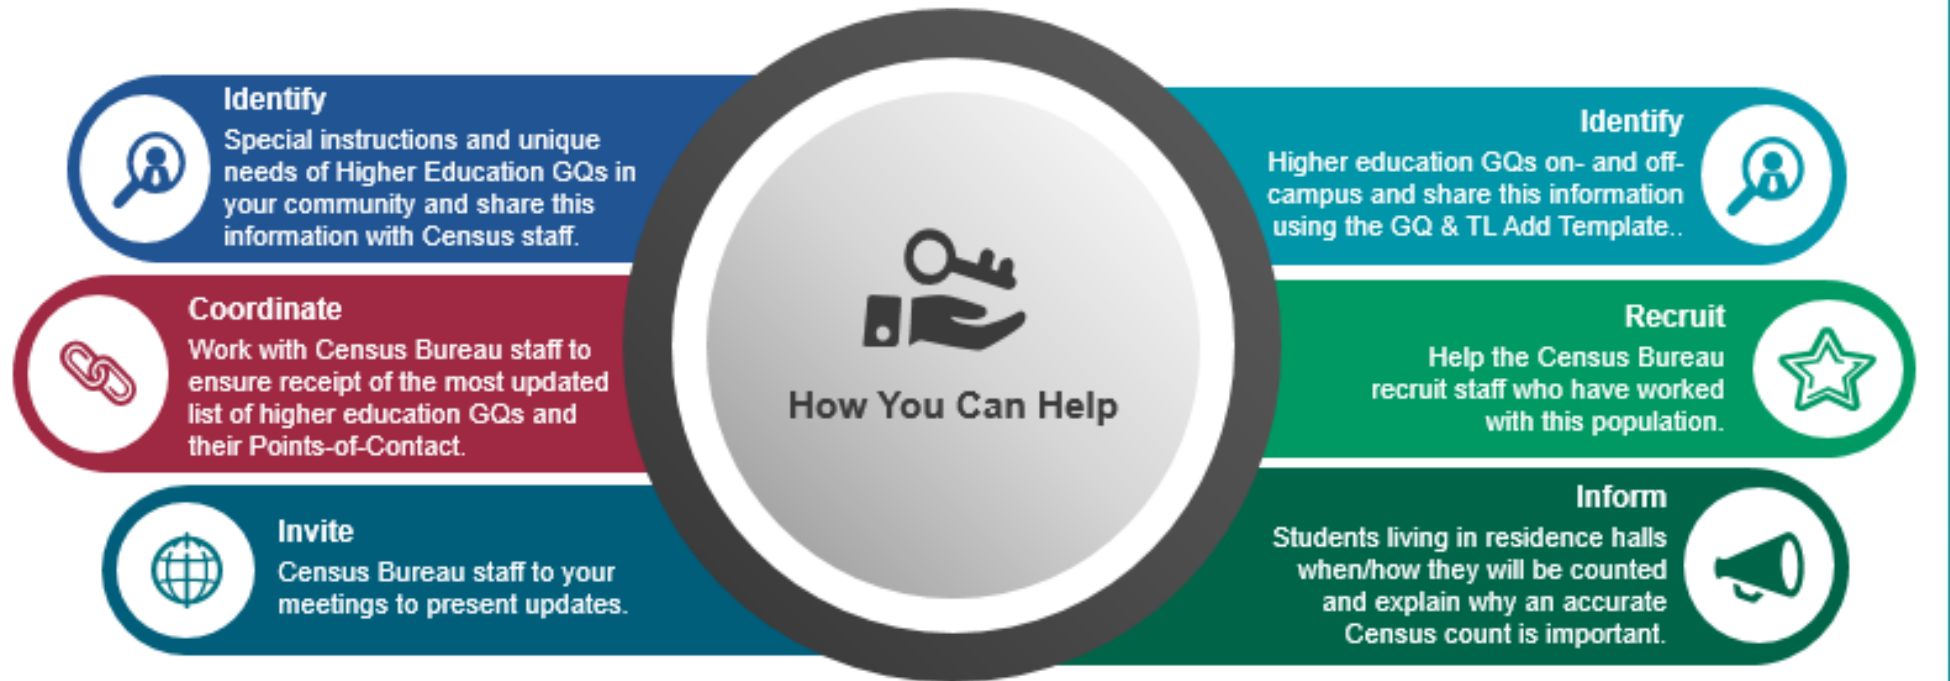 Identify
Special instructions and unique
needs of Higher Education GQs in
your community and share this
information with Census staff.
Coordinate
Work with Census Bureau staff to
ensure receipt of the most updated
list of higher education GQs and
their Points-of-Contact.
Invite
Census Bureau staff to your
meetings to present updates.
How You Can Help
Identify
Higher education GQs on- and off-
campus and share this information
using the GQ & TL Add Template..
Recruit
Help the Census Bureau
recruit staff who have worked
with this population.
Inform
Students living in residence halls
when/how they will be counted
and explain why an accurate
Census count is important.